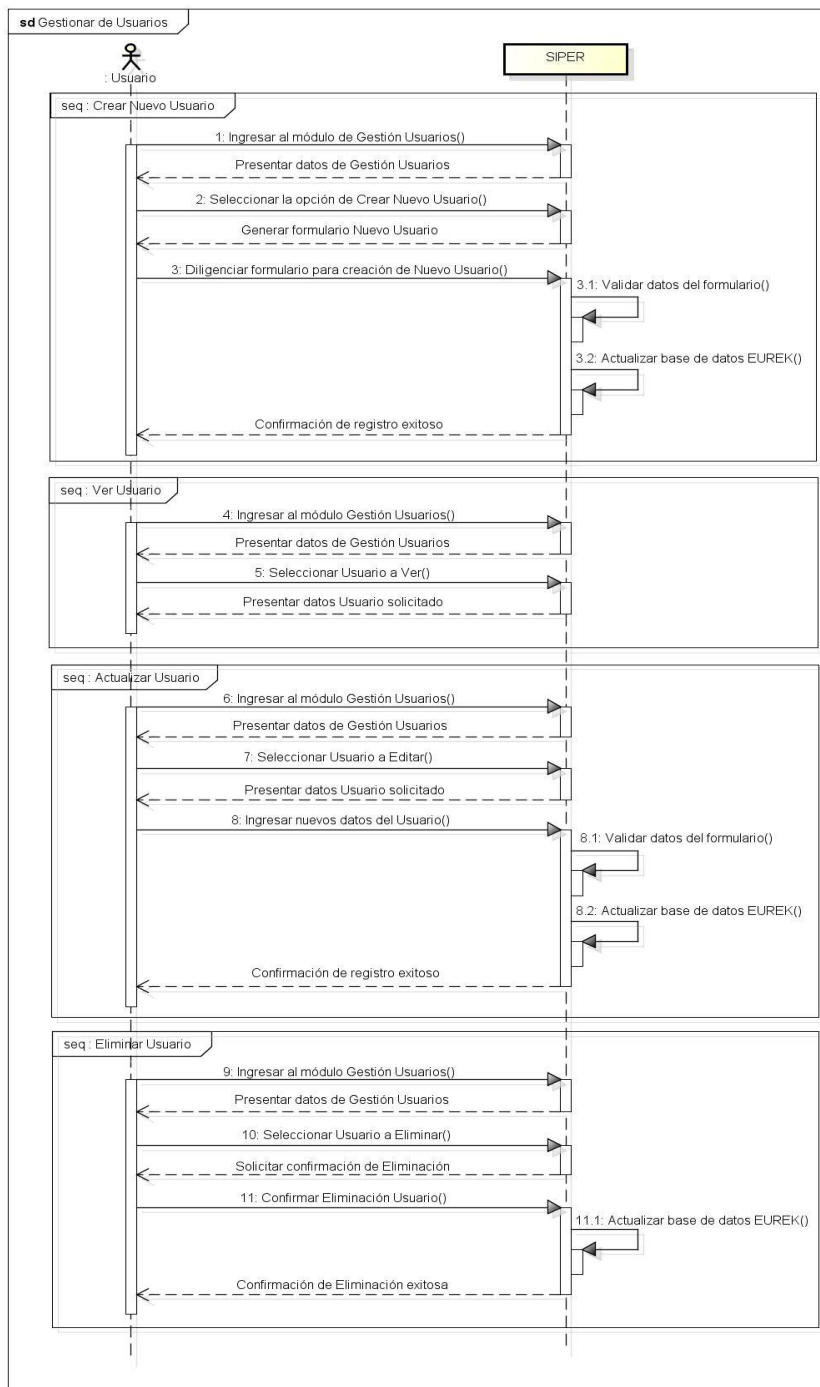 sd Gestionar de Usuarios
: Usuario
SIPER
seq : Crear Nuevo Usuario
1: Ingresar al módulo de Gestión Usuarios()
Presentar datos de Gestión Usuarios
2: Seleccionar la opción de Crear Nuevo Usuario()
Generar formulario Nuevo Usuario
3: Diligenciar formulario para creación de Nuevo Usuario()
3.1: Validar datos del formulario()
3.2: Actualizar base de datos EUREK()
Confirmación de registro exitoso
seq : Ver Usuario
4: Ingresar al módulo Gestión Usuarios()
Presentar datos de Gestión Usuarios
5: Seleccionar Usuario a Ver()
Presentar datos Usuario solicitado
seq : Actualizar Usuario
6: Ingresar al módulo Gestión Usuarios()
Presentar datos de Gestión Usuarios
7: Seleccionar Usuario a Editar()
Presentar datos Usuario solicitado
8: Ingresar nuevos datos del Usuario()
8.1: Validar datos del formulario()
8.2: Actualizar base de datos EUREK()
Confirmación de registro exitoso
seq : Eliminar Usuario
9: Ingresar al módulo Gestión Usuarios()
Presentar datos de Gestión Usuarios
10: Seleccionar Usuario a Eliminar()
Solicitar confirmación de Eliminación
11: Confirmar Eliminación Usuario()
11.1: Actualizar base de datos EUREK()
Confirmación de Eliminación exitosa